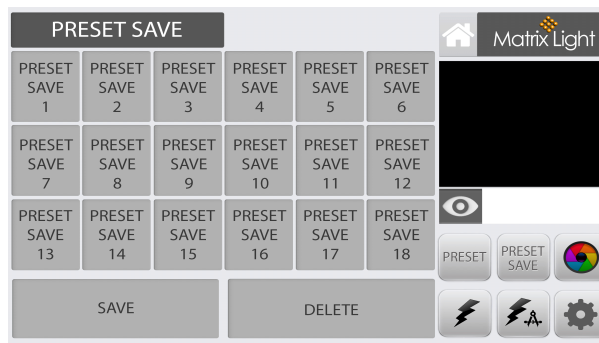 PRESET SAVE
Matrix Light
PRESET SAVE 1
PRESET SAVE 2
PRESET SAVE 3
PRESET SAVE 4
PRESET SAVE 5
PRESET SAVE 6
PRESET SAVE 7
PRESET SAVE 8
PRESET SAVE 9
PRESET SAVE 10
PRESET SAVE 11
PRESET SAVE 12
PRESET SAVE 13
PRESET SAVE 14
PRESET SAVE 15
PRESET SAVE 16
PRESET SAVE 17
PRESET SAVE 18
PRESET
PRESET SAVE
SAVE
DELETE